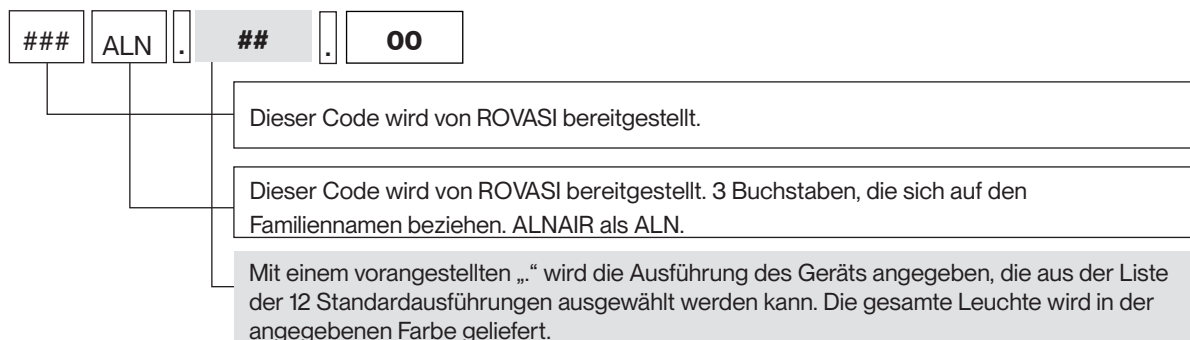 ### ALN . ## . 00
Dieser Code wird von ROVASI bereitgestellt.
Dieser Code wird von ROVASI bereitgestellt. 3 Buchstaben, die sich auf den
Familiennamen beziehen. ALNAIR als ALN.
Mit einem vorangestellten „.“ wird die Ausführung des Geräts angegeben, die aus der Liste
der 12 Standardausführungen ausgewählt werden kann. Die gesamte Leuchte wird in der
angegebenen Farbe geliefert.